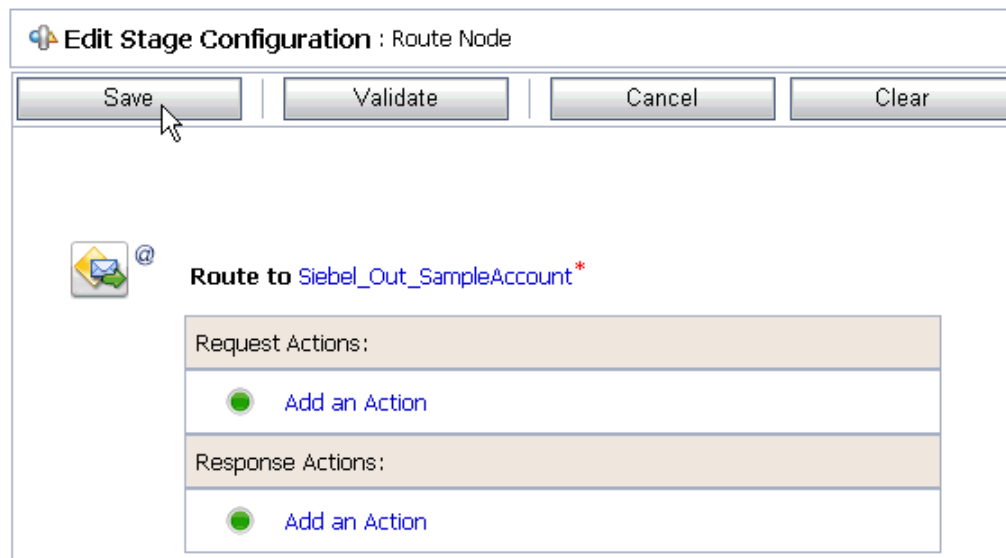 Edit Stage Configuration : Route Node
Save Validate Cancel Clear
@
Route to Siebel_Out_SampleAccount*
Request Actions:
Add an Action
Response Actions:
Add an Action